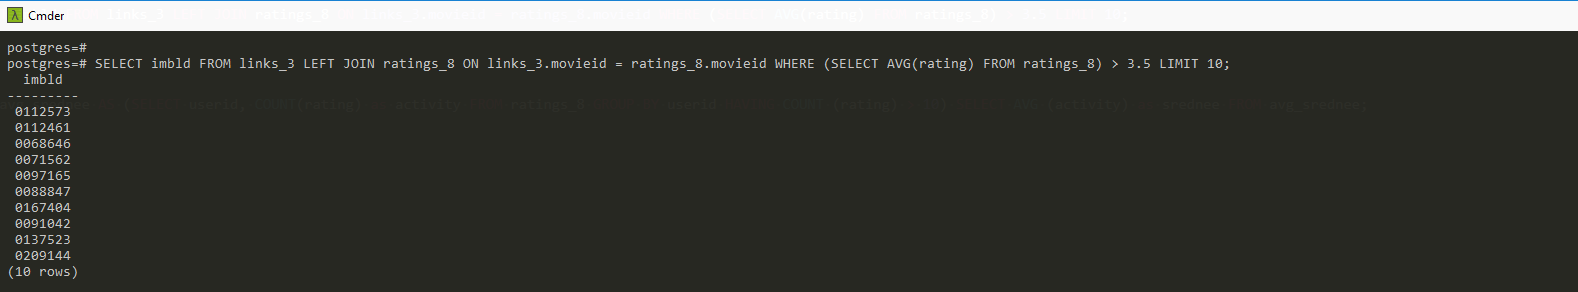 Cmder
postgres=#
postgres=# SELECT imbld FROM links_3 LEFT JOIN ratings_8 ON links_3.movieid = ratings_8.movieid WHERE (SELECT AVG(rating) FROM ratings_8) > 3.5 LIMIT 10;
imbld
---------
0112573
0112461
0068646
0071562
0097165
0088847
0167404
0091042
0137523
0209144
(10 rows)